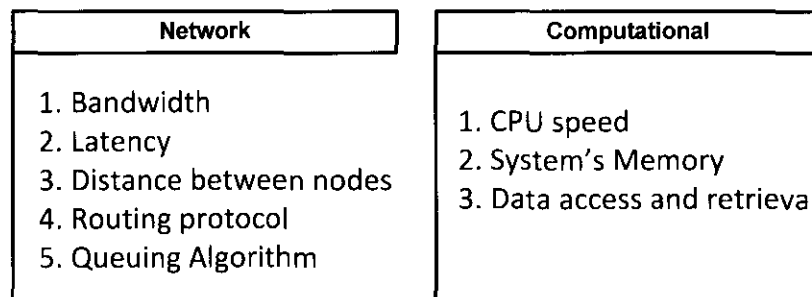 Network
1. Bandwidth
2. Latency
3. Distance between nodes
4. Routing protocol
5. Queuing Algorithm
Computational
1. CPU speed
2. System's Memory
3. Data access and retrieva